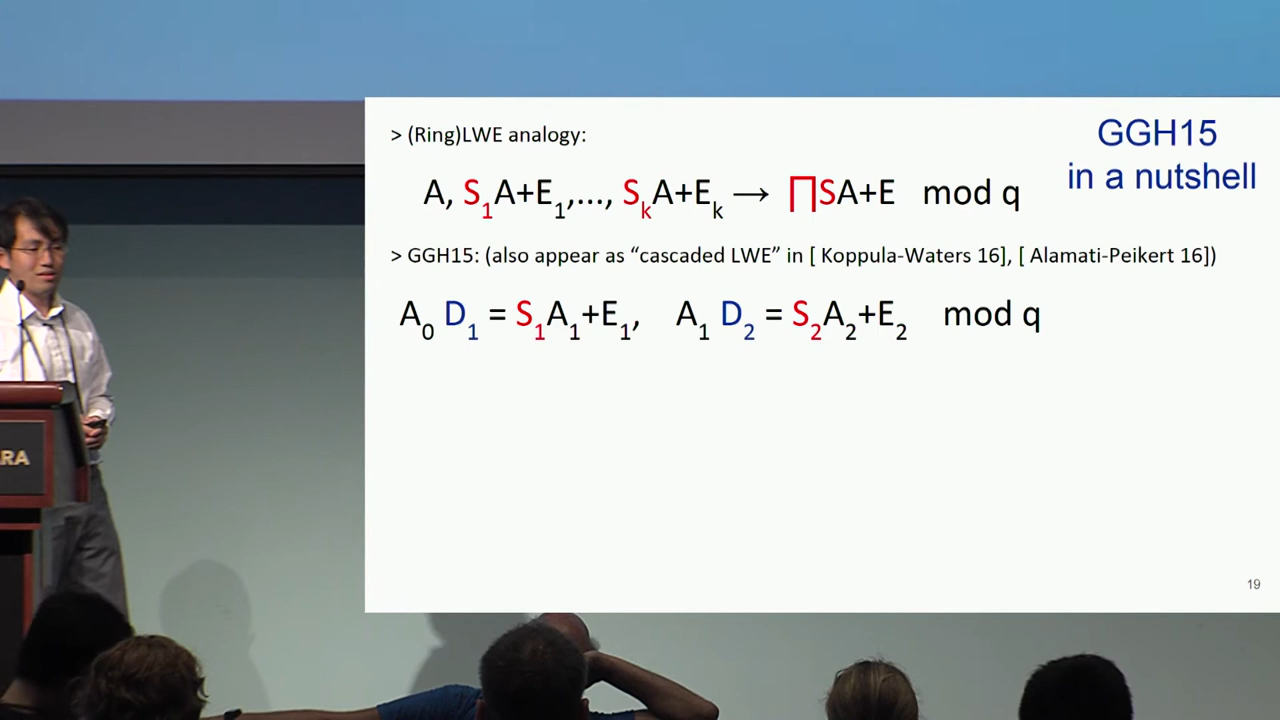 > (Ring)LWE analogy:
GGH15
in a nutshell
A, S₁A+E₁,..., SₖA+Eₖ → ∏SA+E mod q
> GGH15: (also appear as “cascaded LWE” in [ Koppula-Waters 16], [ Alamati-Peikert 16])
A₀ D₁ = S₁A₁+E₁, A₁ D₂ = S₂A₂+E₂ mod q
RA
19